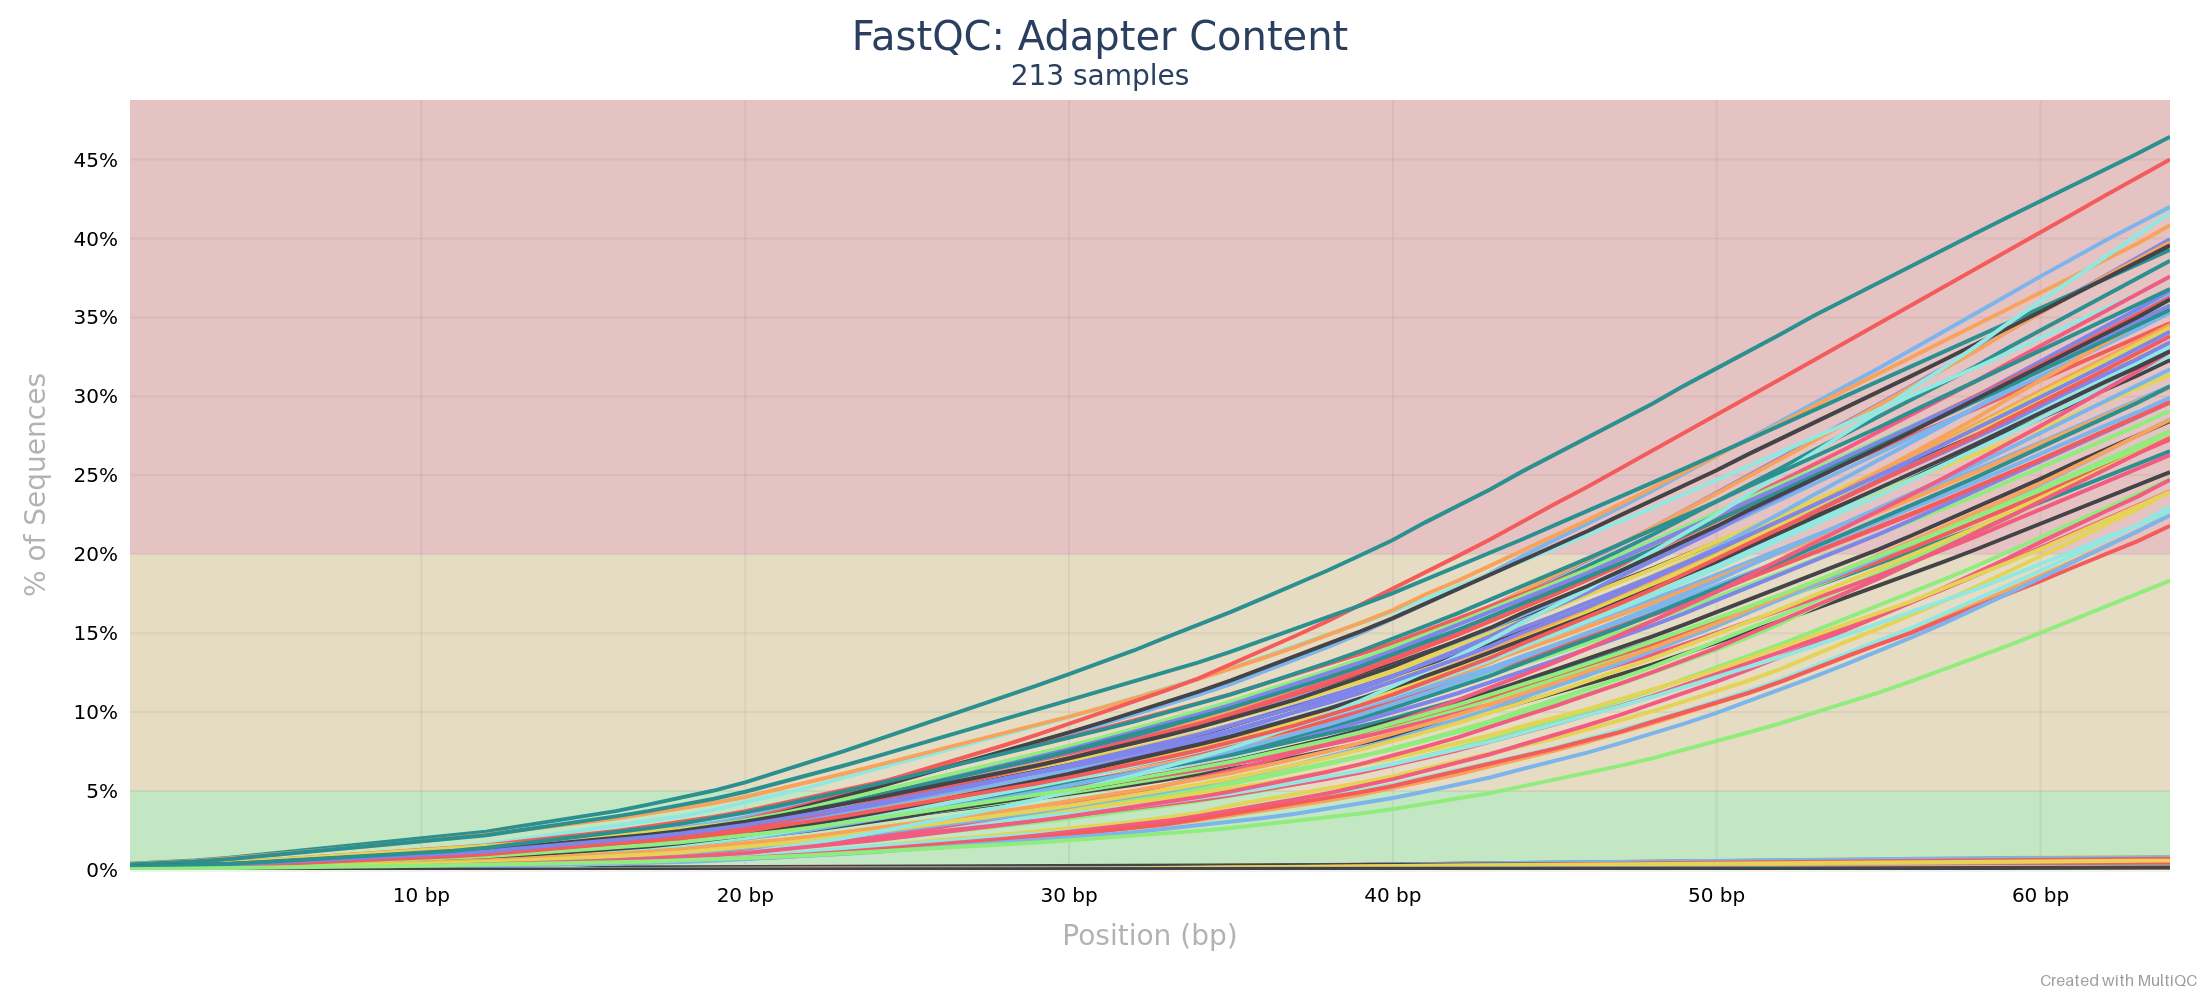 FastQC: Adapter Content
213 samples
45%
40%
35%
30%
25%
20%
15%
10%
5%
0%
% of Sequences
10 bp
20 bp
30 bp
40 bp
50 bp
60 bp
Position (bp)
Created with MultiQC